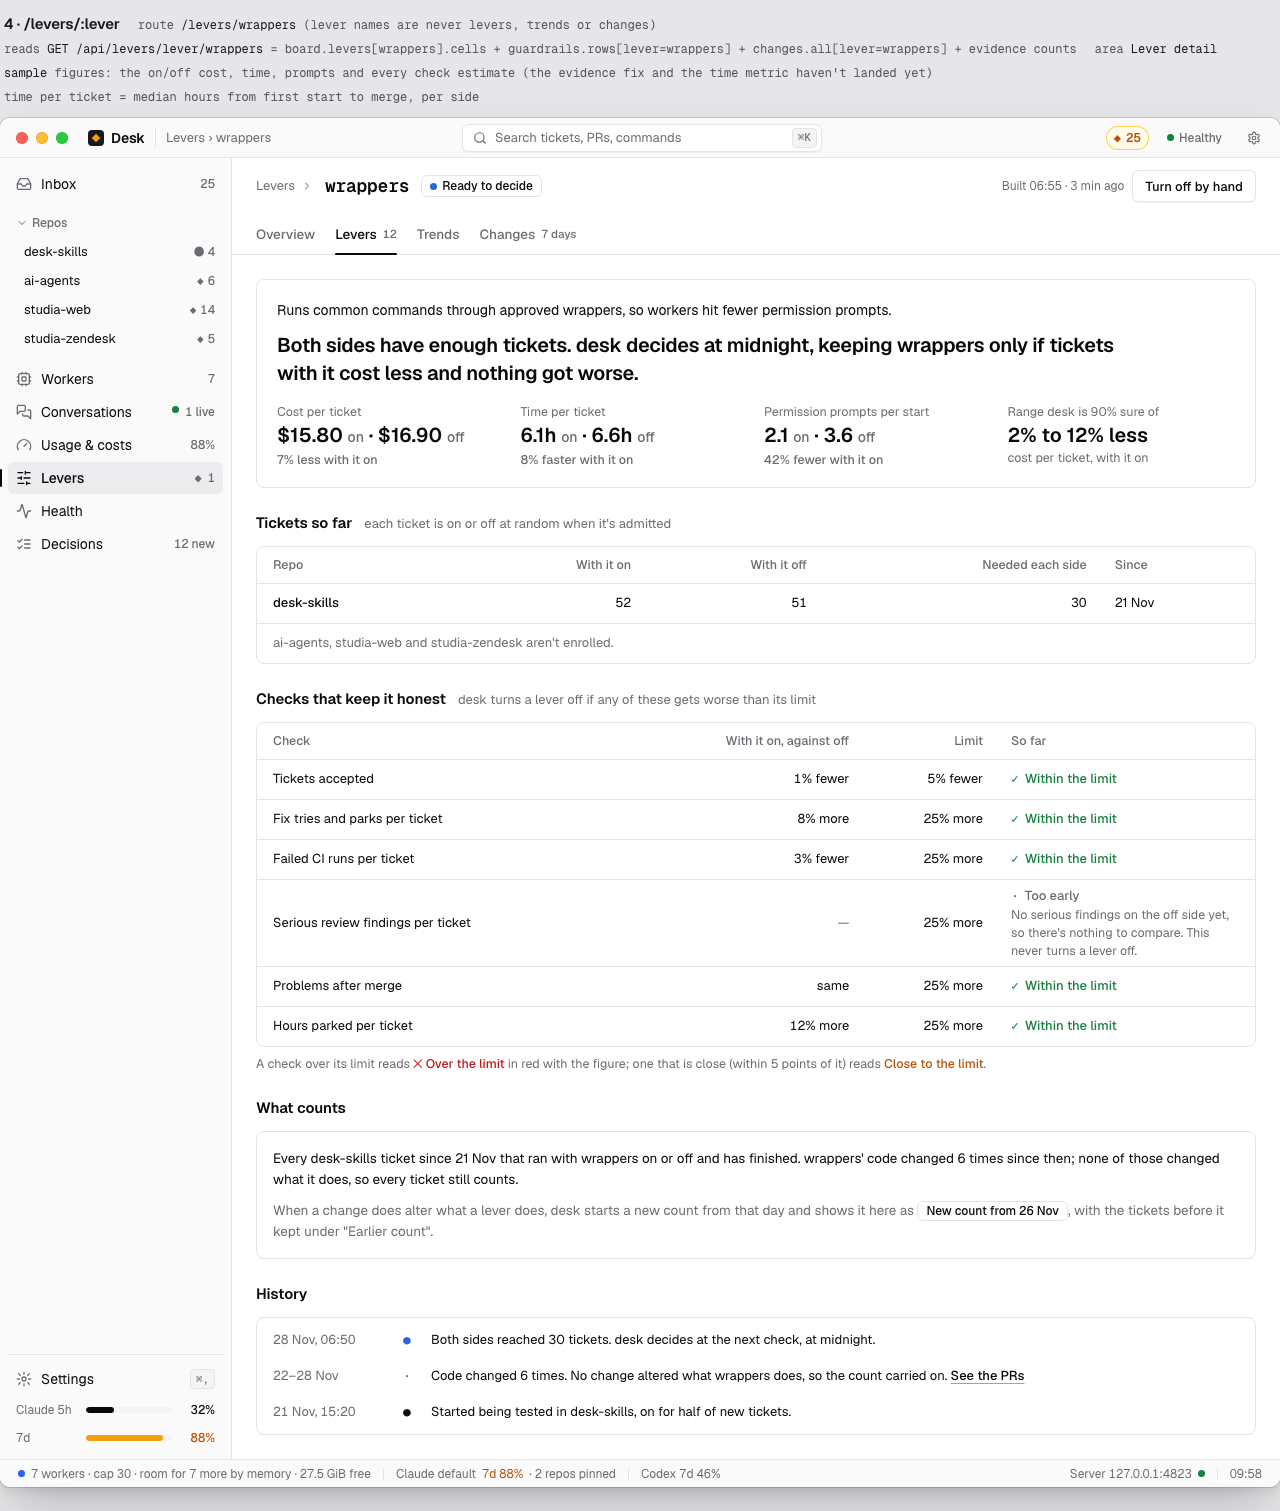 4 · /levers/:lever route /levers/wrappers (lever names are never levers, trends or changes)
reads GET /api/levers/lever/wrappers = board.levers[wrappers].cells + guardrails.rows[lever=wrappers] + changes.all[lever=wrappers] + evidence counts area Lever detail
sample figures: the on/off cost, time, prompts and every check estimate (the evidence fix and the time metric haven't landed yet)
time per ticket = median hours from first start to merge, per side
Desk Levers › wrappers Search tickets, PRs, commands ⌘K 25 Healthy
Inbox 25
Repos
desk-skills 4
ai-agents 6
studia-web 14
studia-zendesk 5
Workers 7
Conversations 1 live
Usage & costs 88%
Levers 1
Health
Decisions 12 new
Settings ⌘,
Claude 5h 32%
7d 88%
Levers › wrappers Ready to decide Built 06:55 · 3 min ago Turn off by hand
Overview Levers 12 Trends Changes 7 days
Runs common commands through approved wrappers, so workers hit fewer permission prompts.
Both sides have enough tickets. desk decides at midnight, keeping wrappers only if tickets
with it cost less and nothing got worse.
Cost per ticket Time per ticket Permission prompts per start Range desk is 90% sure of
$15.80 on · $16.90 off 6.1h on · 6.6h off 2.1 on · 3.6 off 2% to 12% less
7% less with it on 8% faster with it on 42% fewer with it on cost per ticket, with it on
Tickets so far each ticket is on or off at random when it's admitted
Repo With it on With it off Needed each side Since
desk-skills 52 51 30 21 Nov
ai-agents, studia-web and studia-zendesk aren't enrolled.
Checks that keep it honest desk turns a lever off if any of these gets worse than its limit
Check With it on, against off Limit So far
Tickets accepted 1% fewer 5% fewer ✓ Within the limit
Fix tries and parks per ticket 8% more 25% more ✓ Within the limit
Failed CI runs per ticket 3% fewer 25% more ✓ Within the limit
Serious review findings per ticket — 25% more · Too early
No serious findings on the off side yet,
so there's nothing to compare. This
never turns a lever off.
Problems after merge same 25% more ✓ Within the limit
Hours parked per ticket 12% more 25% more ✓ Within the limit
A check over its limit reads ✕ Over the limit in red with the figure; one that is close (within 5 points of it) reads Close to the limit.
What counts
Every desk-skills ticket since 21 Nov that ran with wrappers on or off and has finished. wrappers' code changed 6 times since then; none of those changed
what it does, so every ticket still counts.
When a change does alter what a lever does, desk starts a new count from that day and shows it here as New count from 26 Nov, with the tickets before it
kept under "Earlier count".
History
28 Nov, 06:50 Both sides reached 30 tickets. desk decides at the next check, at midnight.
22–28 Nov · Code changed 6 times. No change altered what wrappers does, so the count carried on. See the PRs
21 Nov, 15:20 Started being tested in desk-skills, on for half of new tickets.
7 workers · cap 30 · room for 7 more by memory · 27.5 GiB free Claude default 7d 88% · 2 repos pinned Codex 7d 46% Server 127.0.0.1:4823 09:58